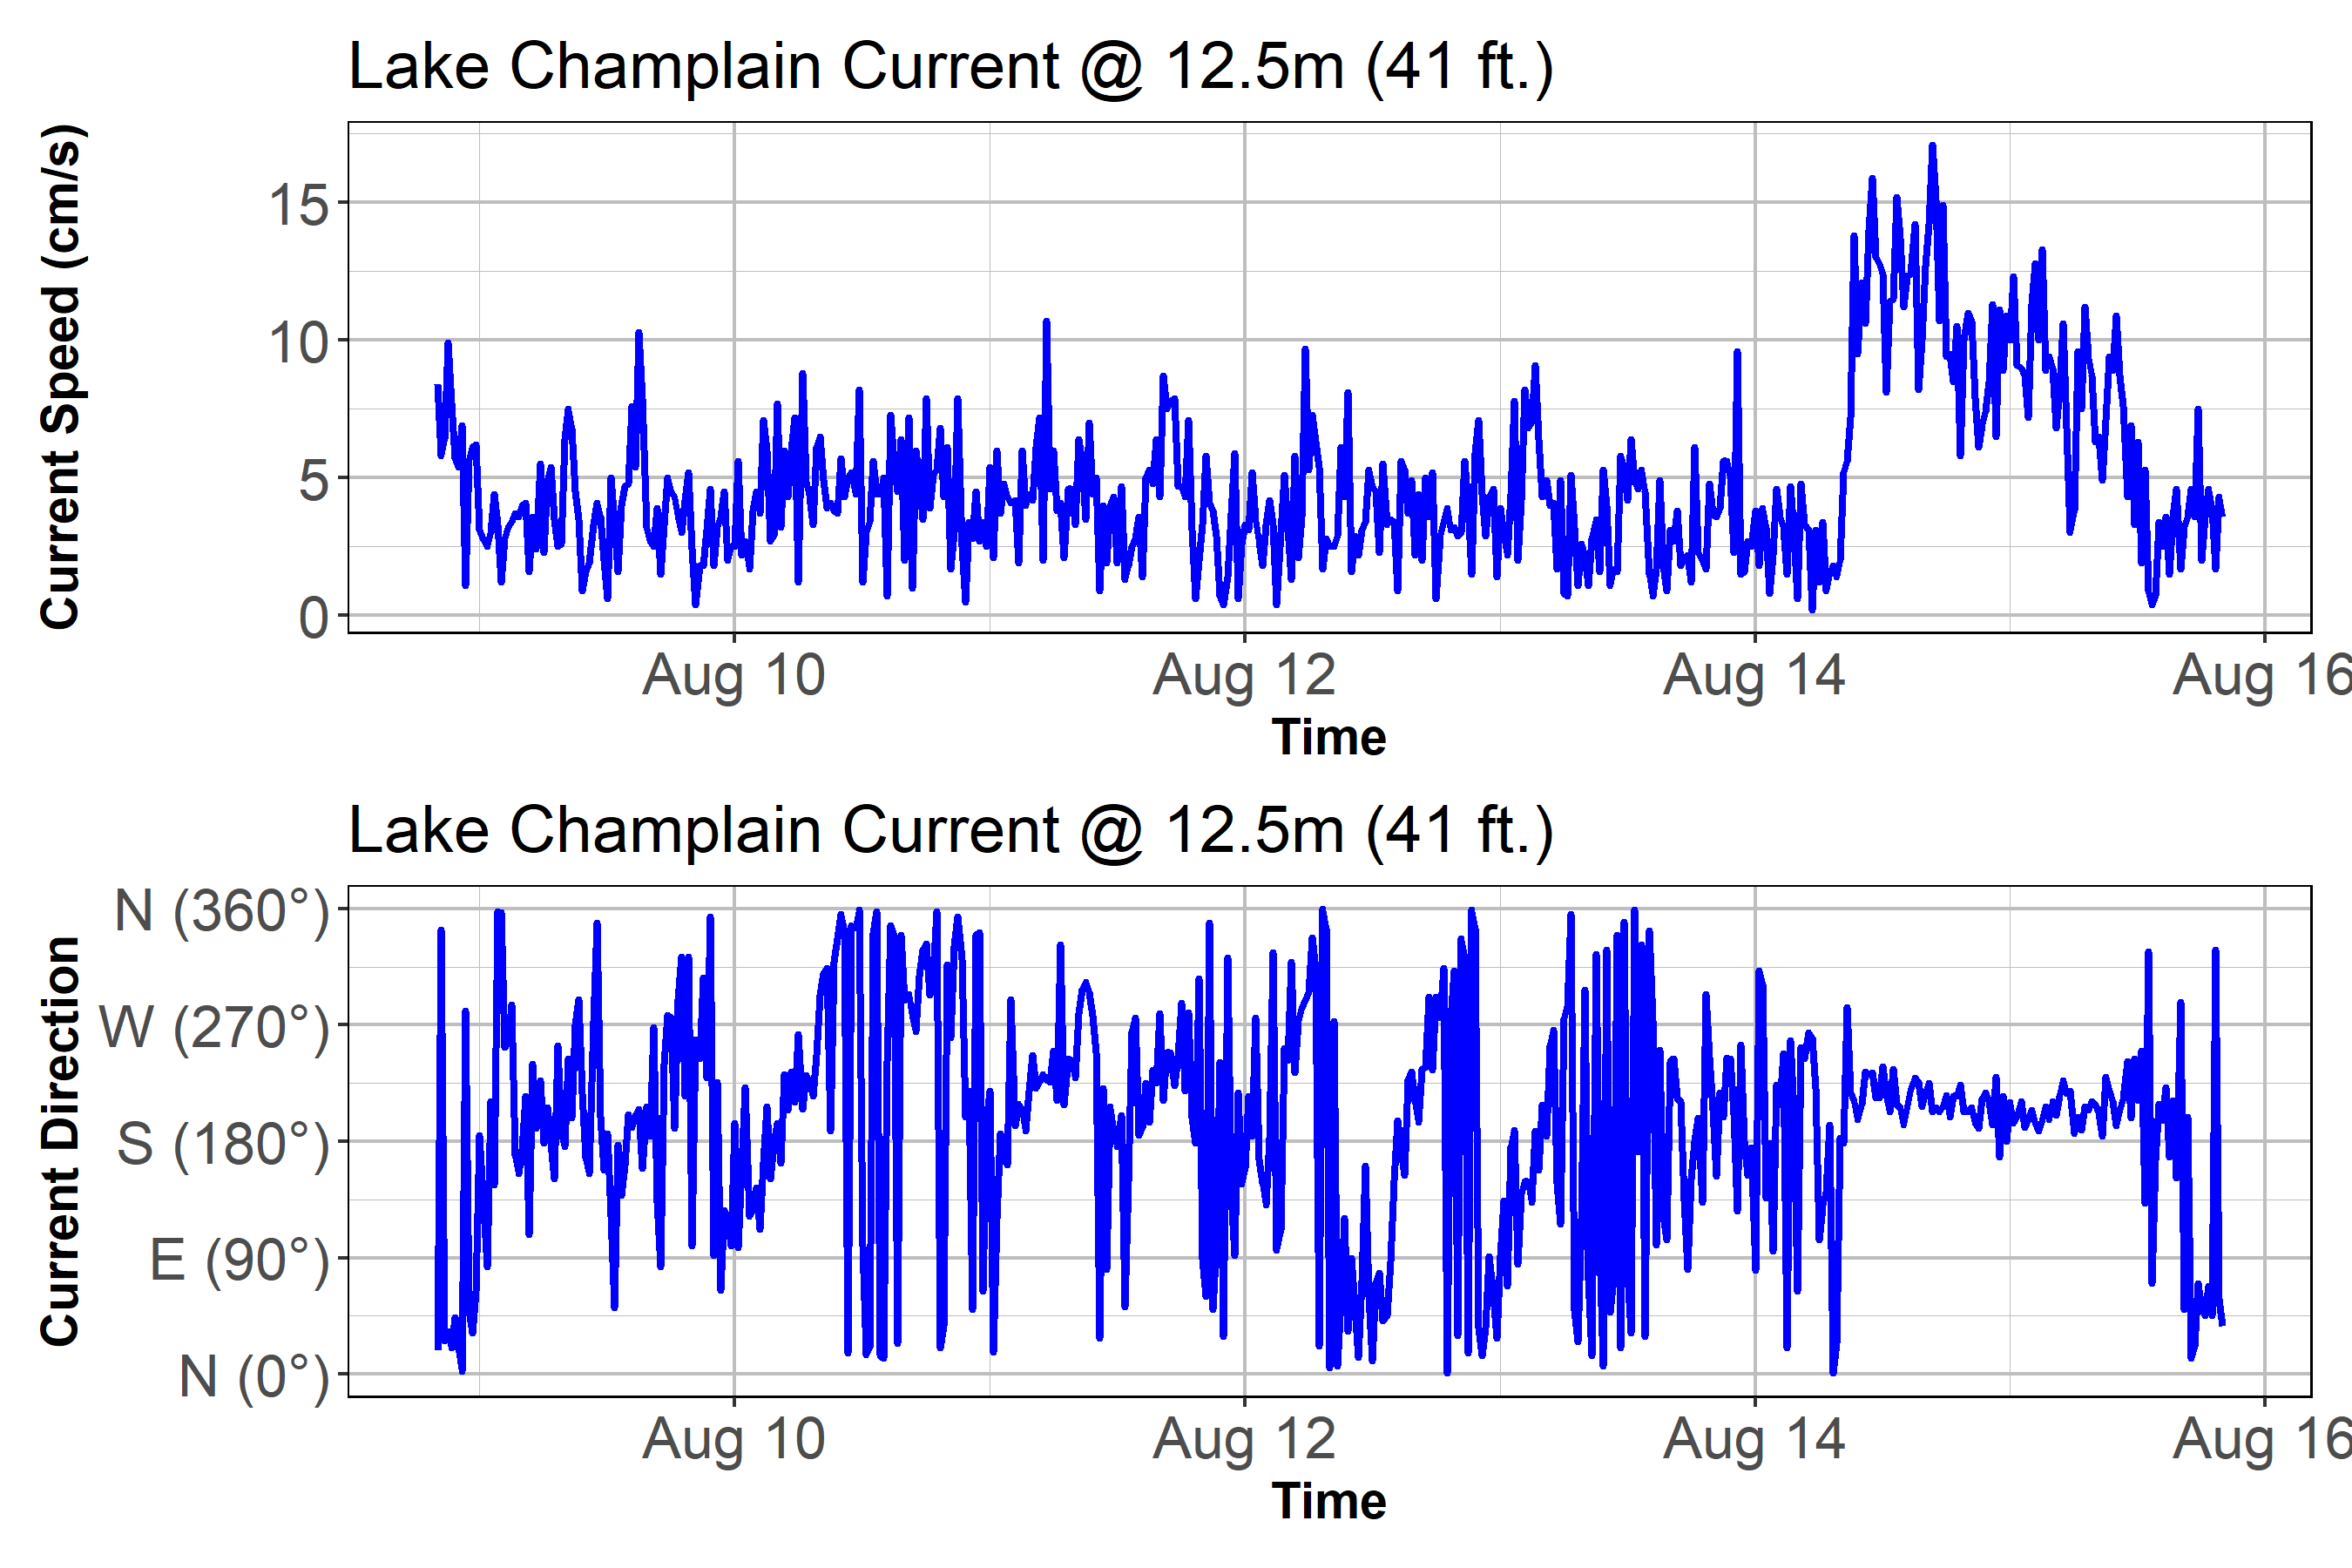 Lake Champlain Current @ 12.5m (41 ft.)
Current Speed (cm/s)
15
10
5
0
Aug 10 Aug 12 Aug 14 Aug 16
Time
Lake Champlain Current @ 12.5m (41 ft.)
Current Direction
N (360°)
W (270°)
S (180°)
E (90°)
N (0°)
Aug 10 Aug 12 Aug 14 Aug 16
Time